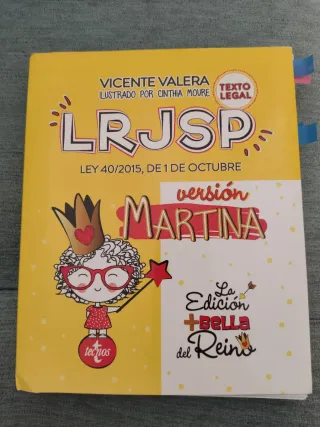 VICENTE VALERA
ILUSTRADO POR CINTHIA MOURE
TEXTO
LEGAL
LRJSP
LEY 40/2015, DE 1 DE OCTUBRE
versión
MARTINA
La
Edición
+BELLA
del Reino
tecnos